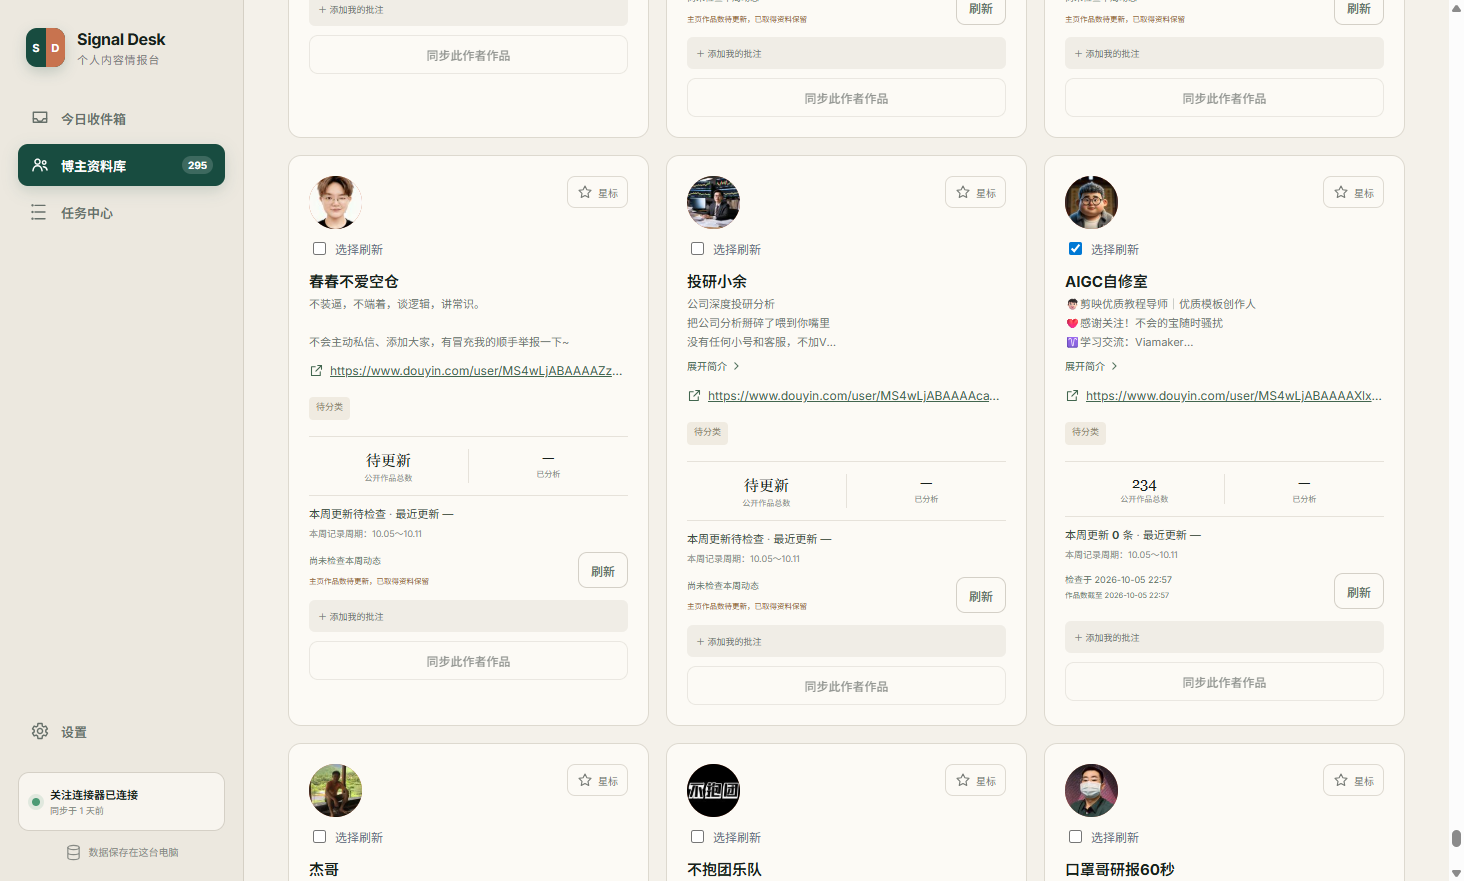 S D
Signal Desk
个人内容情报台
今日收件箱
博主资料库 295
任务中心
设置
关注连接器已连接
同步于 1 天前
数据保存在这台电脑
+ 添加我的批注
同步此作者作品
主页作品数待更新，已取得资料保留
刷新
+ 添加我的批注
同步此作者作品
主页作品数待更新，已取得资料保留
刷新
+ 添加我的批注
同步此作者作品
星标
选择刷新
春春不爱空仓
不装逼，不端着，谈逻辑，讲常识。
不会主动私信、添加大家，有冒充我的顺手举报一下~
https://www.douyin.com/user/MS4wLjABAAAAZz...
待分类
待更新
公开作品总数
—
已分析
本周更新待检查 · 最近更新 —
本周记录周期：10.05～10.11
尚未检查本周动态
主页作品数待更新，已取得资料保留
刷新
+ 添加我的批注
同步此作者作品
星标
选择刷新
投研小余
公司深度投研分析
把公司分析掰碎了喂到你嘴里
没有任何小号和客服，不加V...
展开简介
https://www.douyin.com/user/MS4wLjABAAAAca...
待分类
待更新
公开作品总数
—
已分析
本周更新待检查 · 最近更新 —
本周记录周期：10.05～10.11
尚未检查本周动态
主页作品数待更新，已取得资料保留
刷新
+ 添加我的批注
同步此作者作品
星标
选择刷新
AIGC自修室
剪映优质教程导师｜优质模板创作人
感谢关注！不会的宝随时骚扰
学习交流：Viamaker...
展开简介
https://www.douyin.com/user/MS4wLjABAAAAXlx...
待分类
234
公开作品总数
—
已分析
本周更新 0 条 · 最近更新 —
本周记录周期：10.05～10.11
检查于 2026-10-05 22:57
作品数截至 2026-10-05 22:57
刷新
+ 添加我的批注
同步此作者作品
星标
选择刷新
杰哥
不抱团
星标
选择刷新
不抱团乐队
星标
选择刷新
口罩哥研报60秒